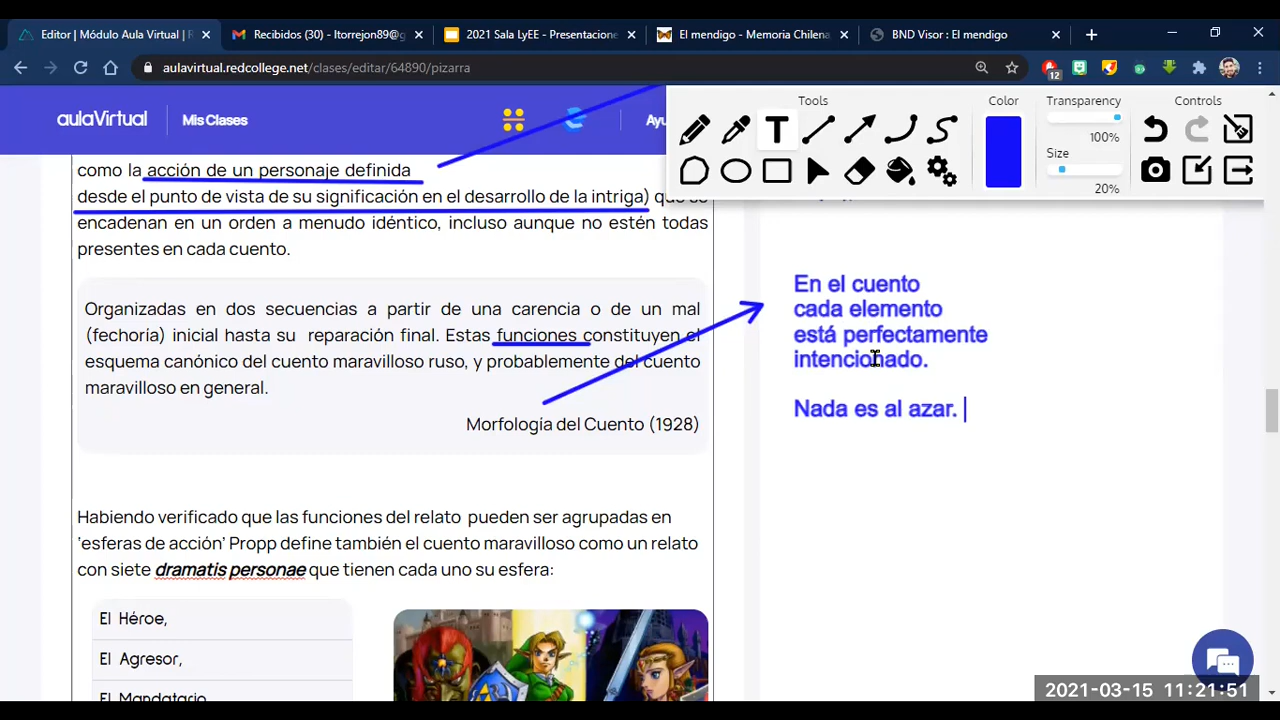 Editor | Módulo Aula Virtual | R
Recibidos (30) - ltorrejon89@g
2021 Sala LyEE - Presentacione
El mendigo - Memoria Chilena,
BND Visor : El mendigo
aulavirtual.redcollege.net/clases/editar/64890/pizarra
12
aulaVirtual
Mis Clases
Ayu
Tools
Color
Transparency
Controls
100%
Size
20%
como la acción de un personaje definida
desde el punto de vista de su significación en el desarrollo de la intriga) que se
encadenan en un orden a menudo idéntico, incluso aunque no estén todas
presentes en cada cuento.
Organizadas en dos secuencias a partir de una carencia o de un mal
(fechoría) inicial hasta su reparación final. Estas funciones constituyen el
esquema canónico del cuento maravilloso ruso, y probablemente del cuento
maravilloso en general.
Morfología del Cuento (1928)
En el cuento
cada elemento
está perfectamente
intencionado.
Nada es al azar.
Habiendo verificado que las funciones del relato pueden ser agrupadas en
‘esferas de acción’ Propp define también el cuento maravilloso como un relato
con siete dramatis personae que tienen cada uno su esfera:
El Héroe,
El Agresor,
El Mandatario
2021-03-15 11:21:51